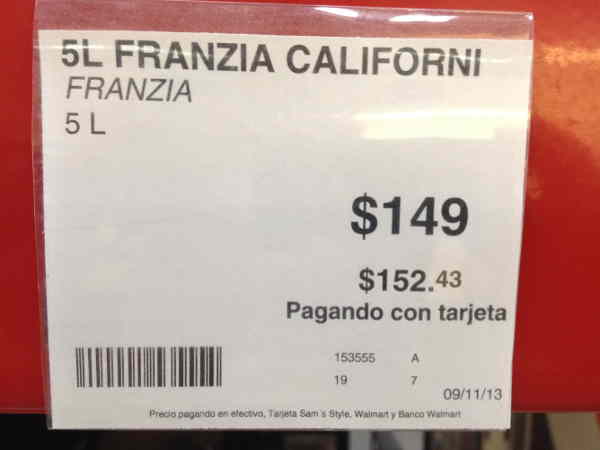 5L FRANZIA CALIFORNI
FRANZIA
5 L
$149
$152.43
Pagando con tarjeta
153555 A
19 7
09/11/13
Precio pagando en efectivo, Tarjeta Sam's Style, Walmart y Banco Walmart